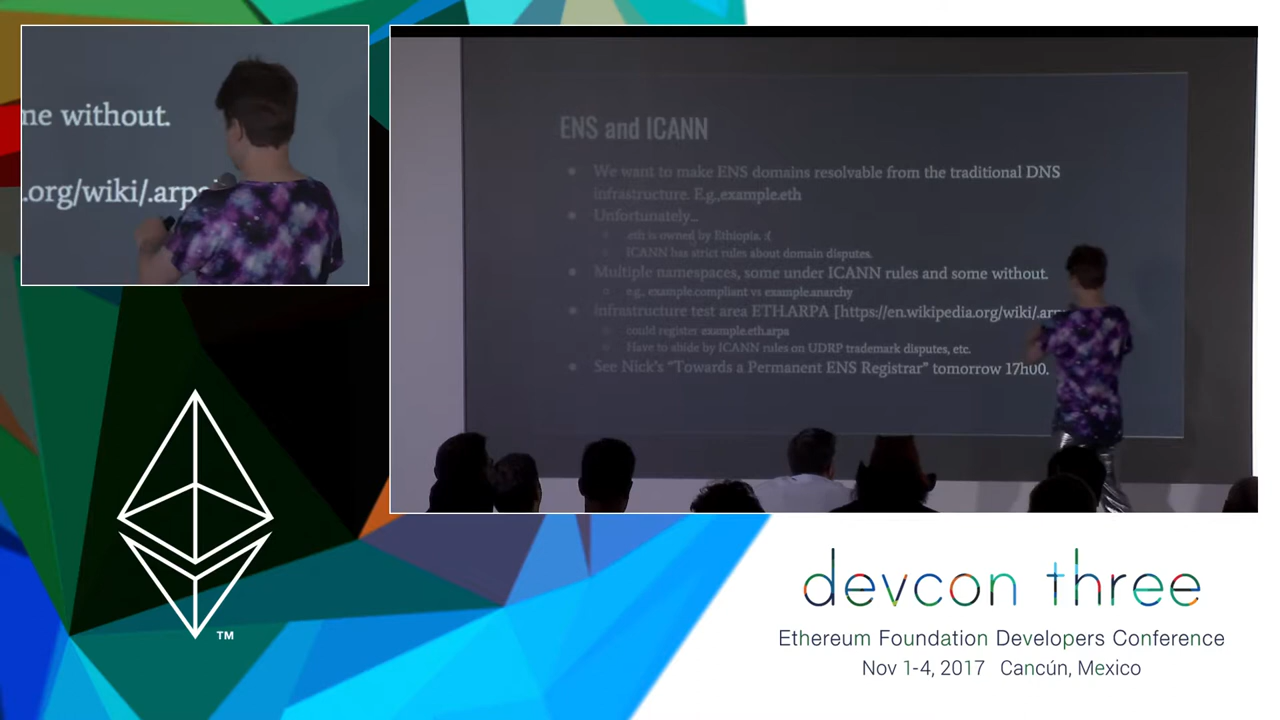 me without.
.org/wiki/.arpa
ENS and ICANN
We want to make ENS domains resolvable from the traditional DNS
infrastructure. E.g.,example.eth
Unfortunately...
.eth is owned by Ethiopia. :(
ICANN has strict rules about domain disputes.
Multiple namespaces, some under ICANN rules and some without.
e.g., example.compliant vs example.anarchy
Infrastructure test area ETH.ARPA [https://en.wikipedia.org/wiki/.arp
could register example.eth.arpa
Have to abide by ICANN rules on UDRP trademark disputes, etc.
See Nick's "Towards a Permanent ENS Registrar" tomorrow 17h00.
TM
devcon three
Ethereum Foundation Developers Conference
Nov 1-4, 2017 Cancún, Mexico